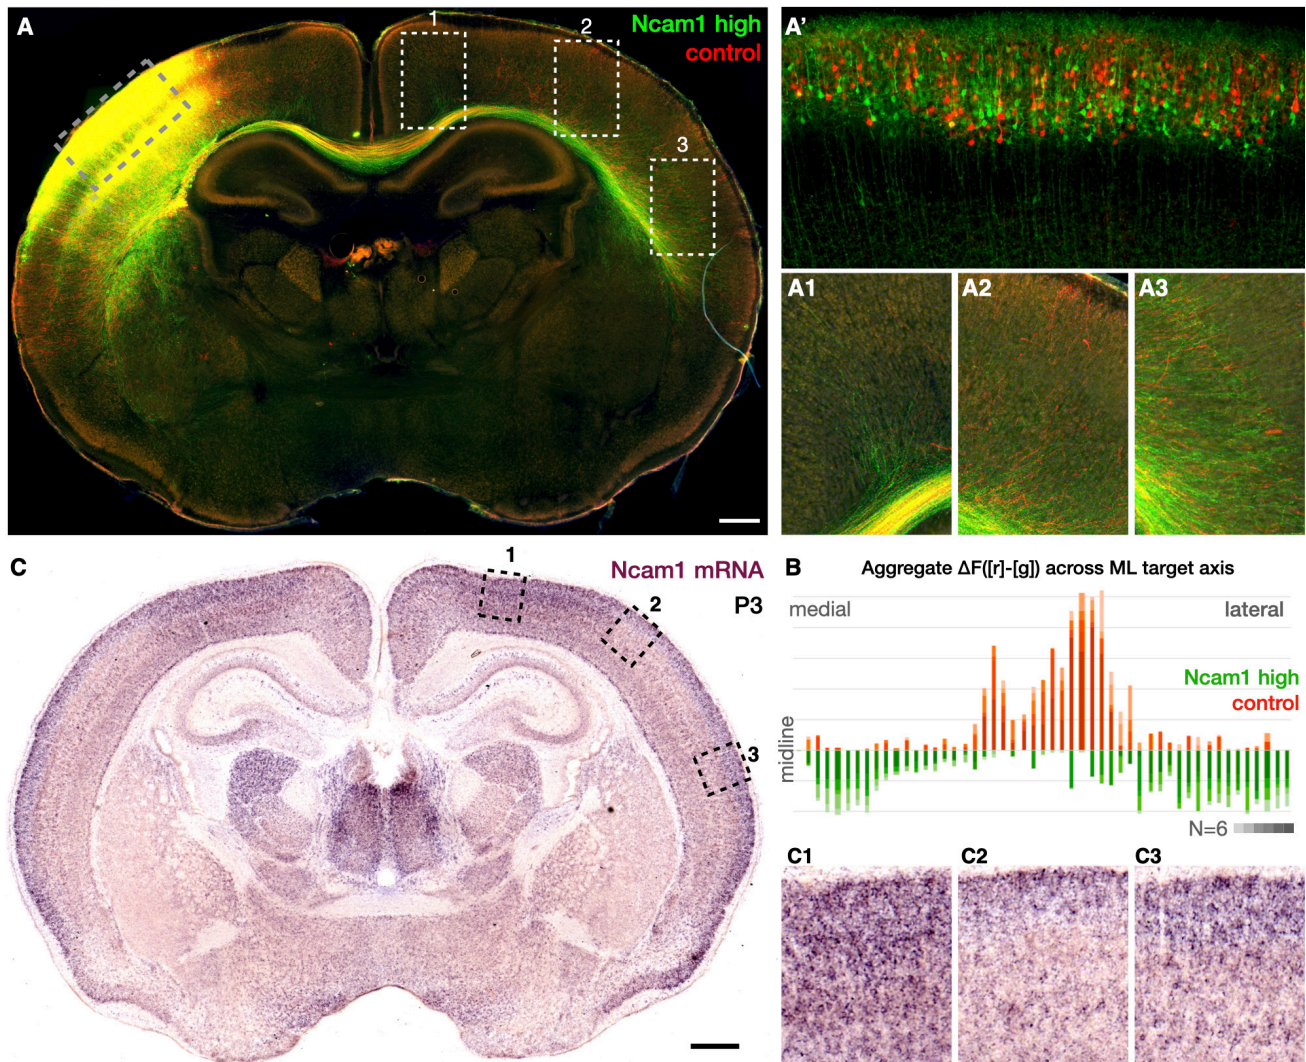 A
Ncam1 high
control
1
2
3
A'
A1
A2
A3
C
Ncam1 mRNA
P3
1
2
3
B
Aggregate ΔF([r]-[g]) across ML target axis
medial
lateral
Ncam1 high
control
midline
N=6
C1
C2
C3